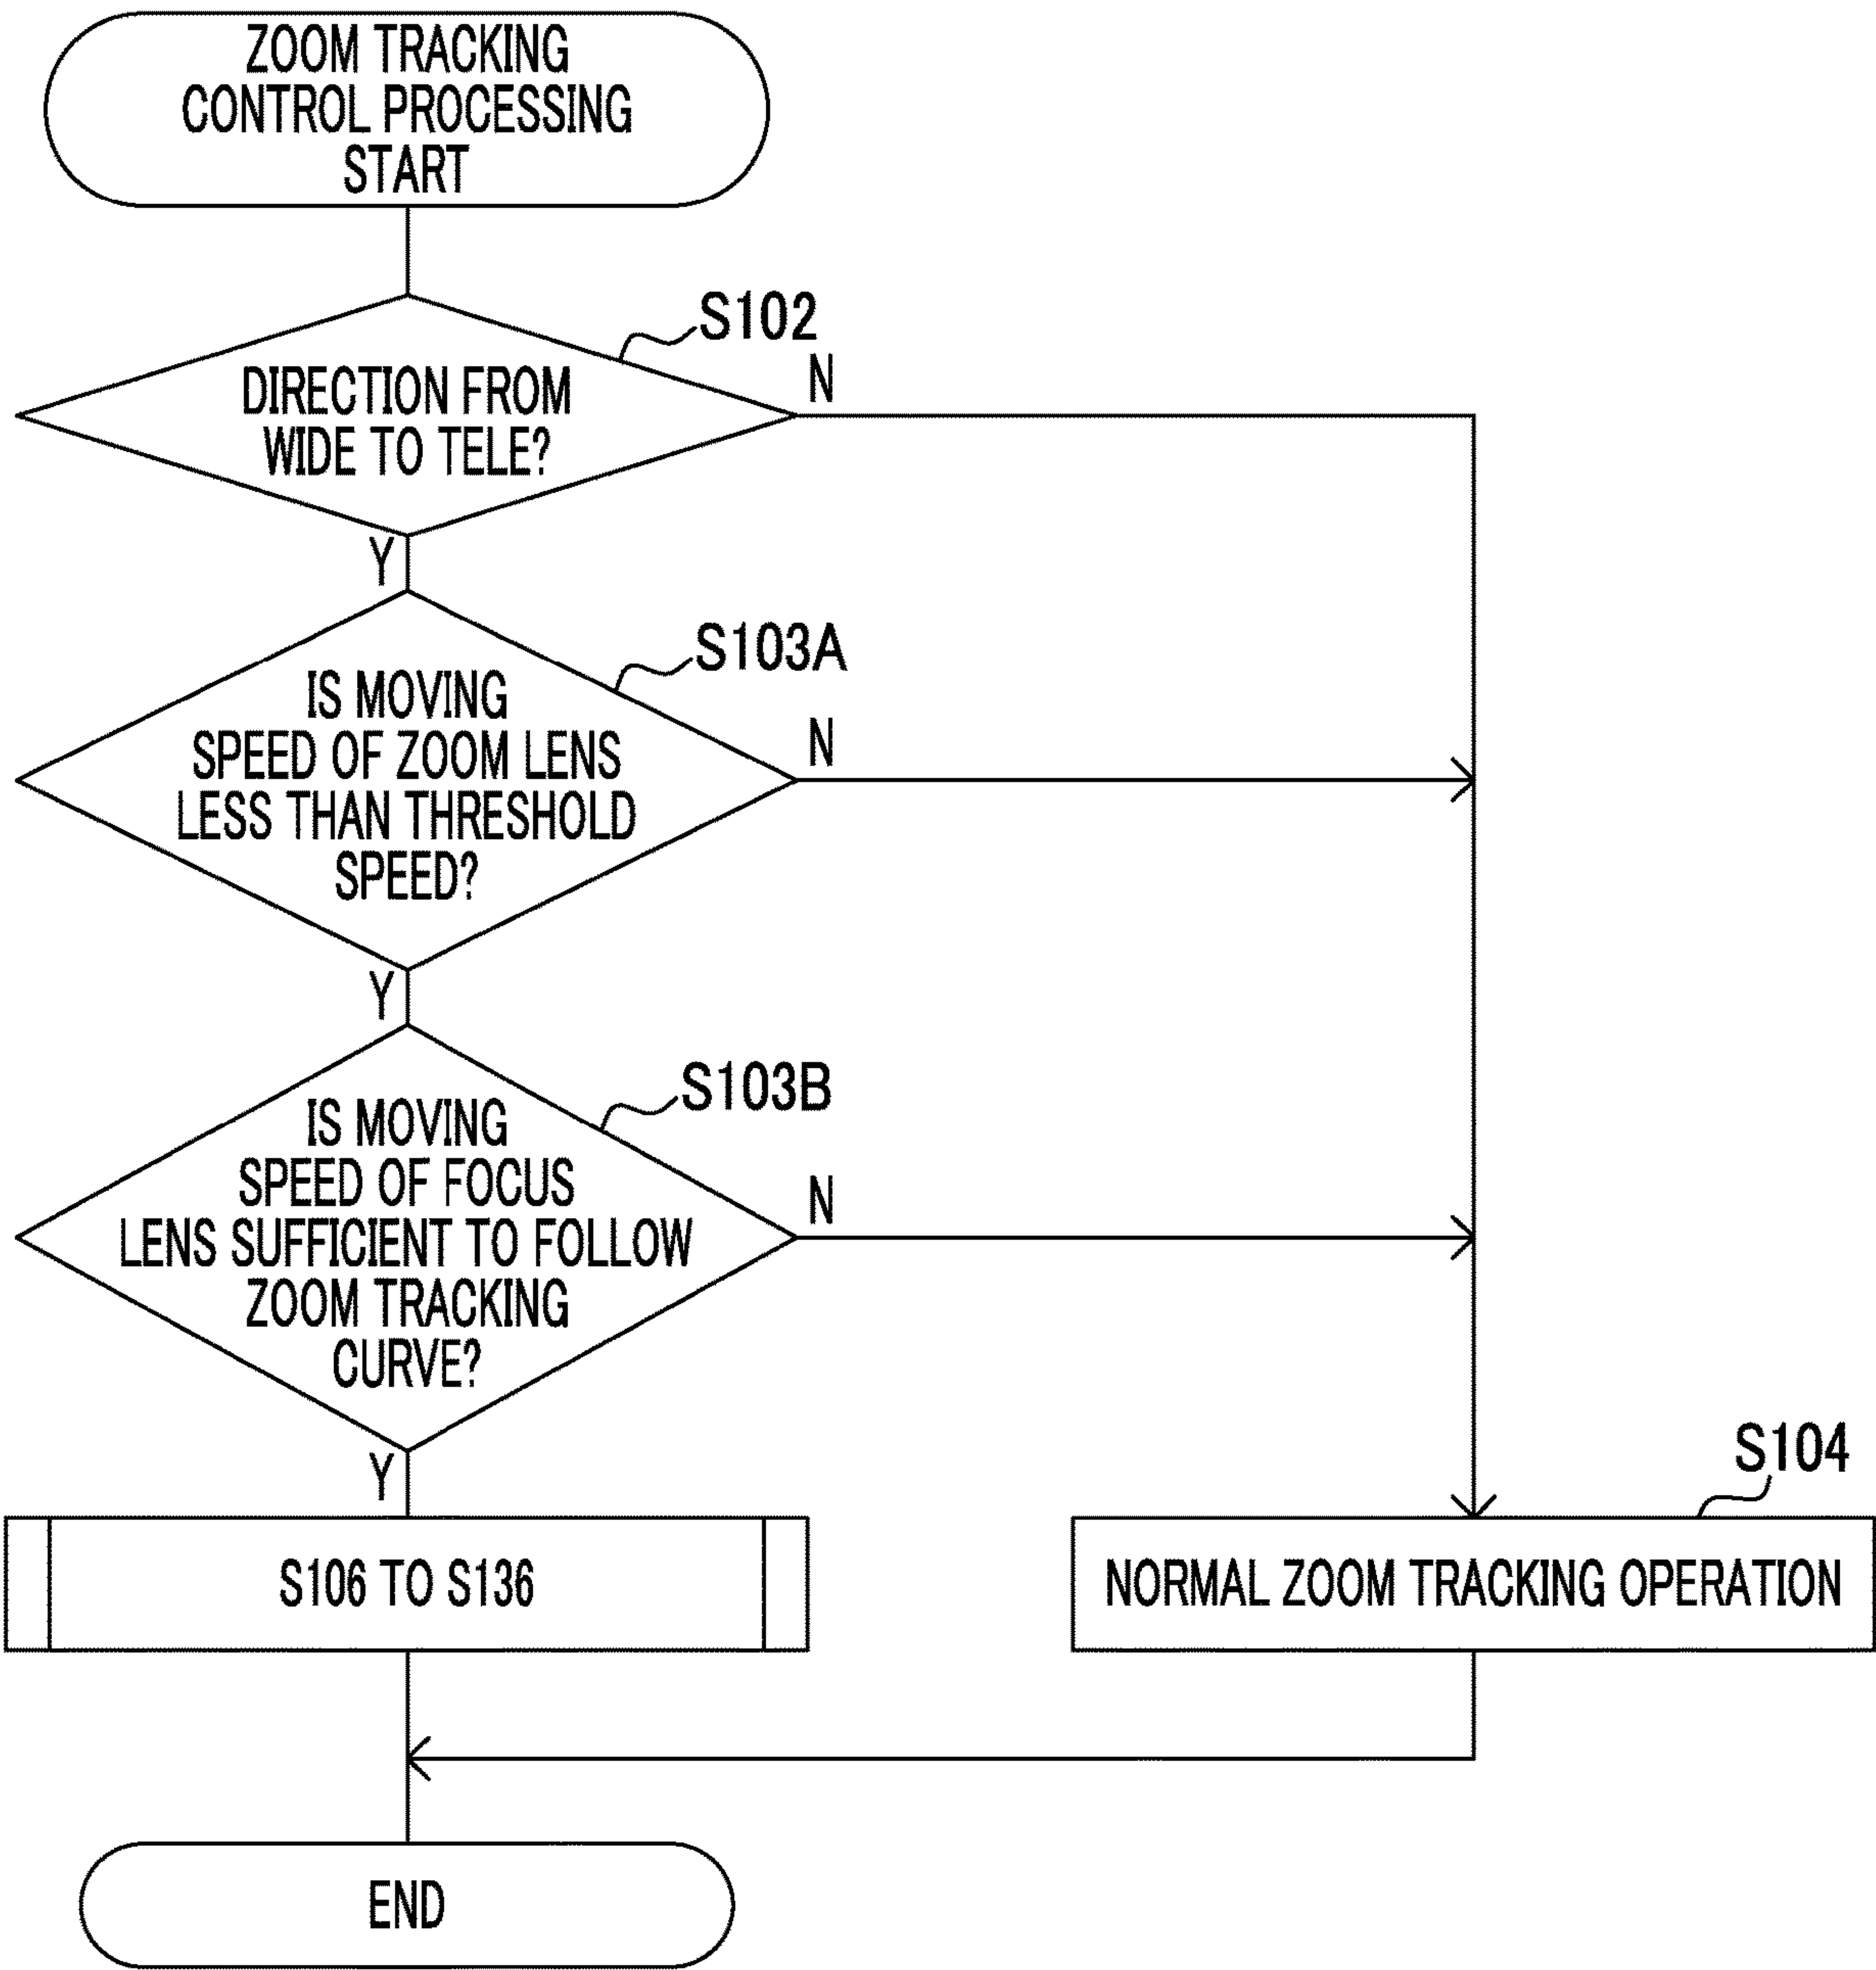 ZOOM TRACKING
CONTROL PROCESSING
START
S102
DIRECTION FROM
WIDE TO TELE?
N
Y
S103A
IS MOVING
SPEED OF ZOOM LENS
LESS THAN THRESHOLD
SPEED?
N
Y
S103B
IS MOVING
SPEED OF FOCUS
LENS SUFFICIENT TO FOLLOW
ZOOM TRACKING
CURVE?
N
Y
S106 TO S136
S104
NORMAL ZOOM TRACKING OPERATION
END